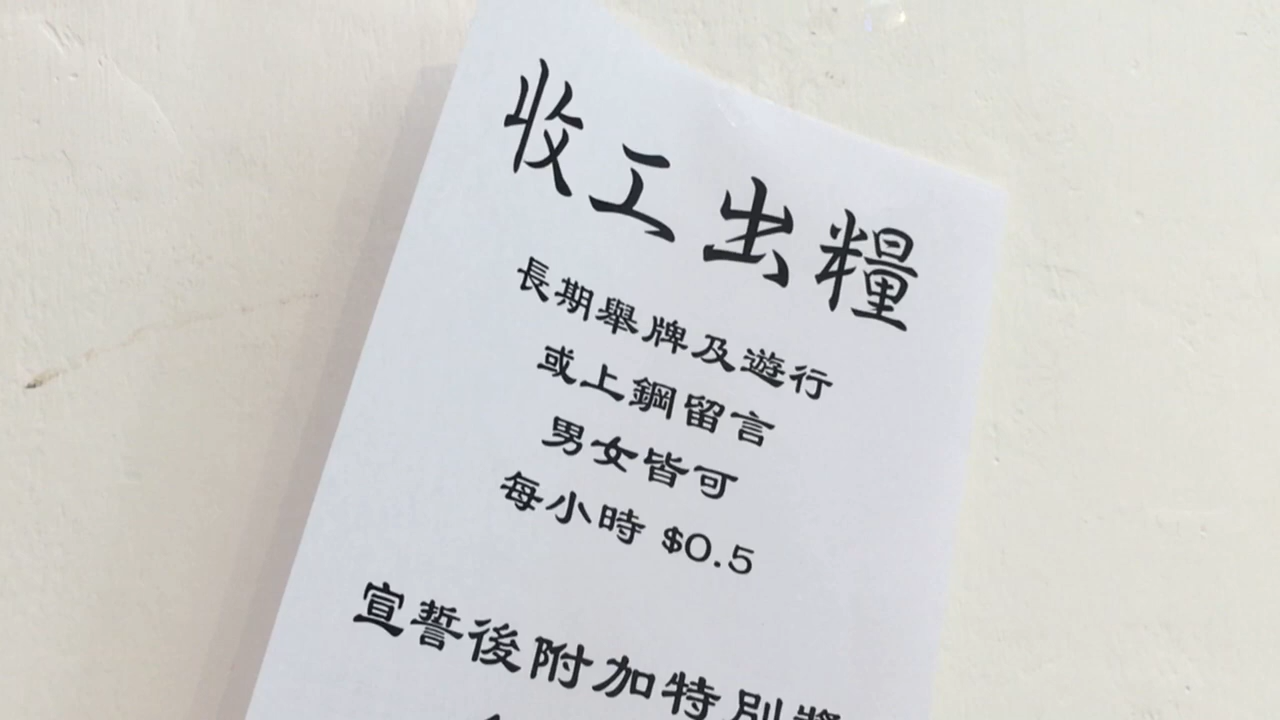 收工出糧
長期舉牌及遊行
或上鋼留言
男女皆可
每小時 $0.5
宣誓後附加特別獎